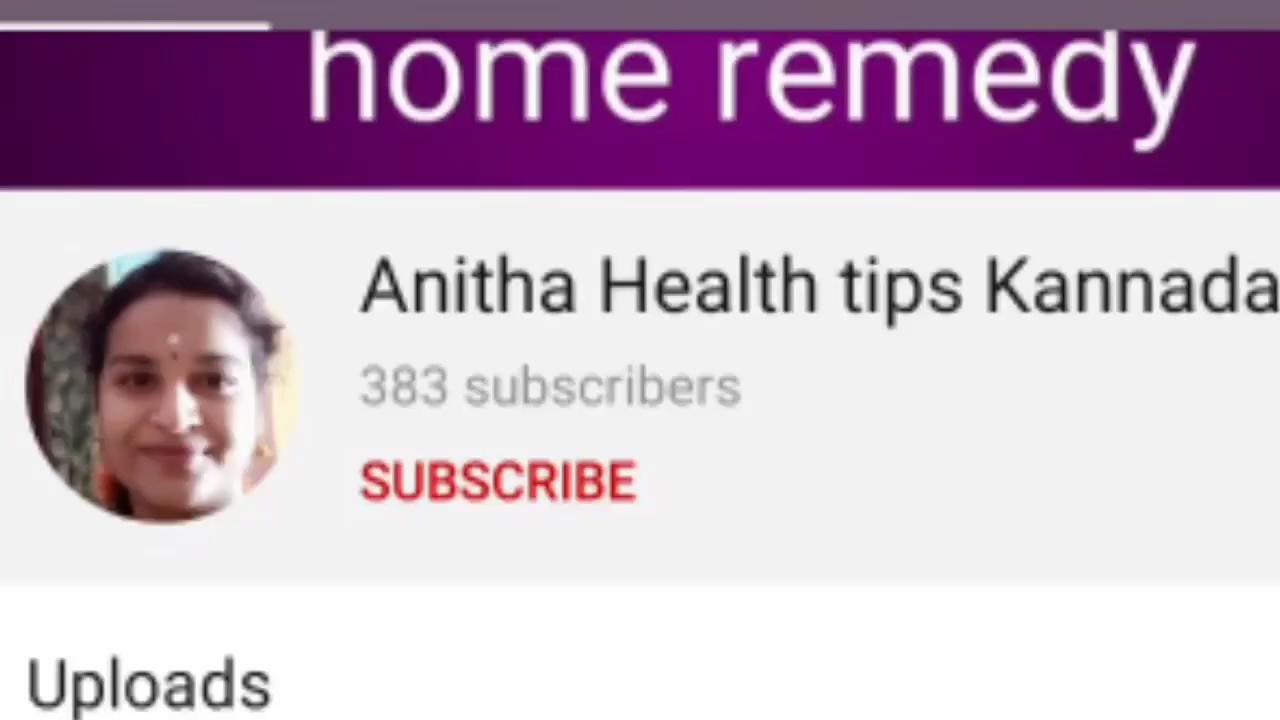 home remedy
Anitha Health tips Kannada
383 subscribers
SUBSCRIBE
Uploads